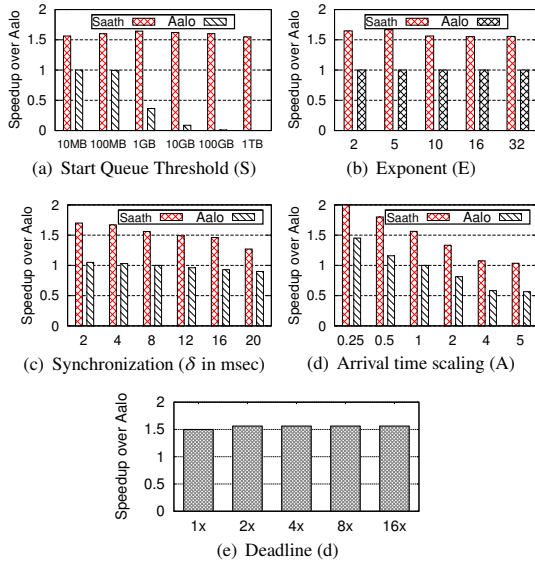 Speedup over Aalo
2
1.5
1
0.5
0
Saath Aalo
10MB 100MB 1GB 10GB 100GB 1TB
(a) Start Queue Threshold (S)
Speedup over Aalo
2
1.5
1
0.5
0
Saath Aalo
2 5 10 16 32
(b) Exponent (E)
Speedup over Aalo
2
1.5
1
0.5
0
Saath Aalo
2 4 8 12 16 20
(c) Synchronization (δ in msec)
Speedup over Aalo
2
1.5
1
0.5
0
Saath Aalo
0.25 0.5 1 2 4 5
(d) Arrival time scaling (A)
Speedup over Aalo
2
1.5
1
0.5
0
1x 2x 4x 8x 16x
(e) Deadline (d)